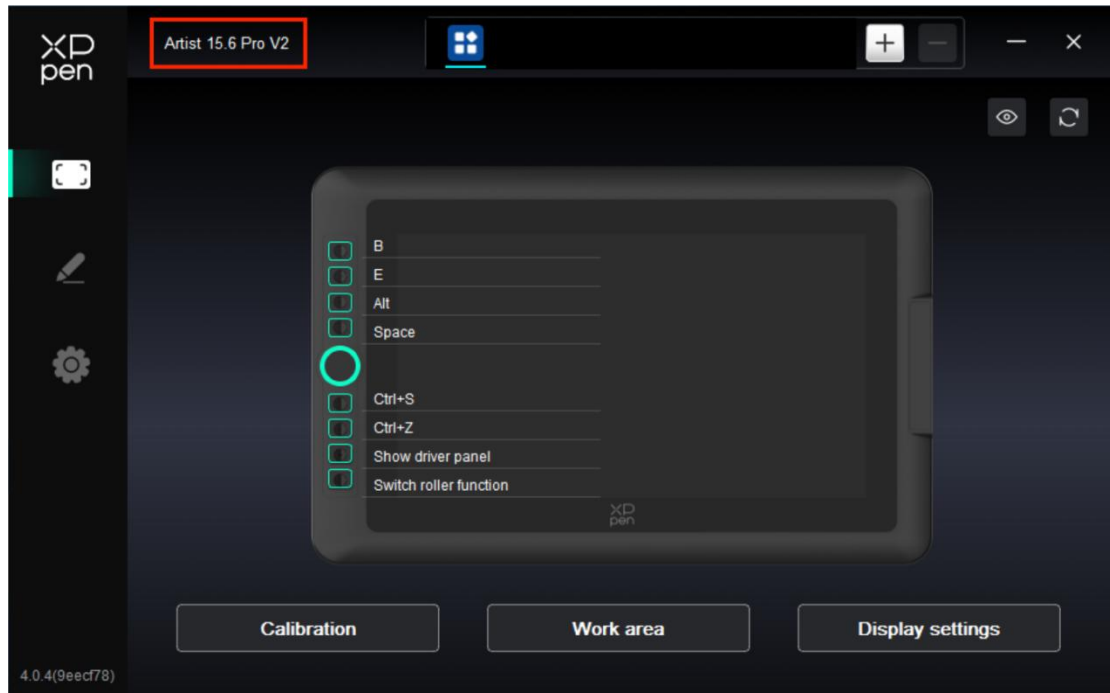 XP
pen
Artist 15.6 Pro V2
B
E
Alt
Space
Ctrl+S
Ctrl+Z
Show driver panel
Switch roller function
XP
pen
Calibration
Work area
Display settings
4.0.4(9eecf78)